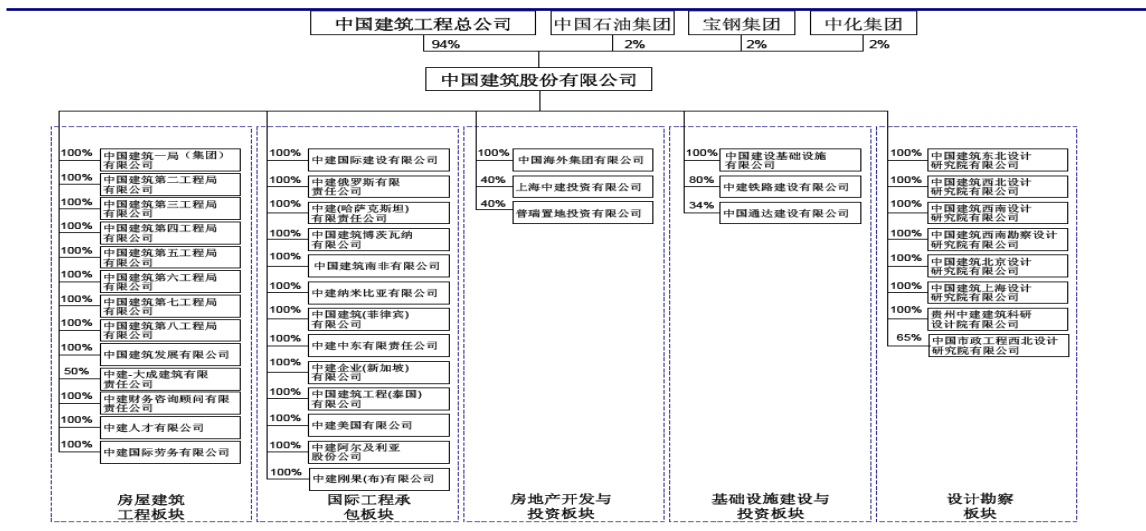 中国建筑工程总公司
中国石油集团
宝钢集团
中化集团
94%
2%
2%
2%
中国建筑股份有限公司
100%
中国建筑一局（集团）
有限公司
100%
中国建筑第二工程局
有限公司
100%
中国建筑第三工程局
有限公司
100%
中国建筑第四工程局
有限公司
100%
中国建筑第五工程局
有限公司
100%
中国建筑第六工程局
有限公司
100%
中国建筑第七工程局
有限公司
100%
中国建筑第八工程局
有限公司
100%
中国建筑发展有限公司
50%
中建-大成建筑有限
责任公司
100%
中建财务咨询顾问有限
责任公司
100%
中建人才有限公司
100%
中建国际劳务有限公司
房屋建筑
工程板块
100%
中建国际建设有限公司
100%
中建俄罗斯有限
责任公司
100%
中建(哈萨克斯坦)
有限责任公司
100%
中国建筑博茨瓦纳
有限公司
100%
中国建筑南非有限公司
100%
中建纳米比亚有限公司
100%
中国建筑(菲律宾)
有限公司
100%
中建中东有限责任公司
100%
中建企业(新加坡)
有限公司
100%
中国建筑工程(泰国)
有限公司
100%
中建美国有限公司
100%
中建阿尔及利亚
股份公司
100%
中建刚果(布)有限公司
国际工程承
包板块
100%
中国海外集团有限公司
40%
上海中建投资有限公司
40%
普瑞置地投资有限公司
房地产开发与
投资板块
100%
中国建设基础设施
有限公司
80%
中建铁路建设有限公司
34%
中国通达建设有限公司
基础设施建设与
投资板块
100%
中国建筑东北设计
研究院有限公司
100%
中国建筑西北设计
研究院有限公司
100%
中国建筑西南设计
研究院有限公司
100%
中国建筑西南勘察设计
研究院有限公司
100%
中国建筑北京设计
研究院有限公司
100%
中国建筑上海设计
研究院有限公司
100%
贵州中建建筑科研
设计院有限公司
65%
中国市政工程西北设计
研究院有限公司
设计勘察
板块